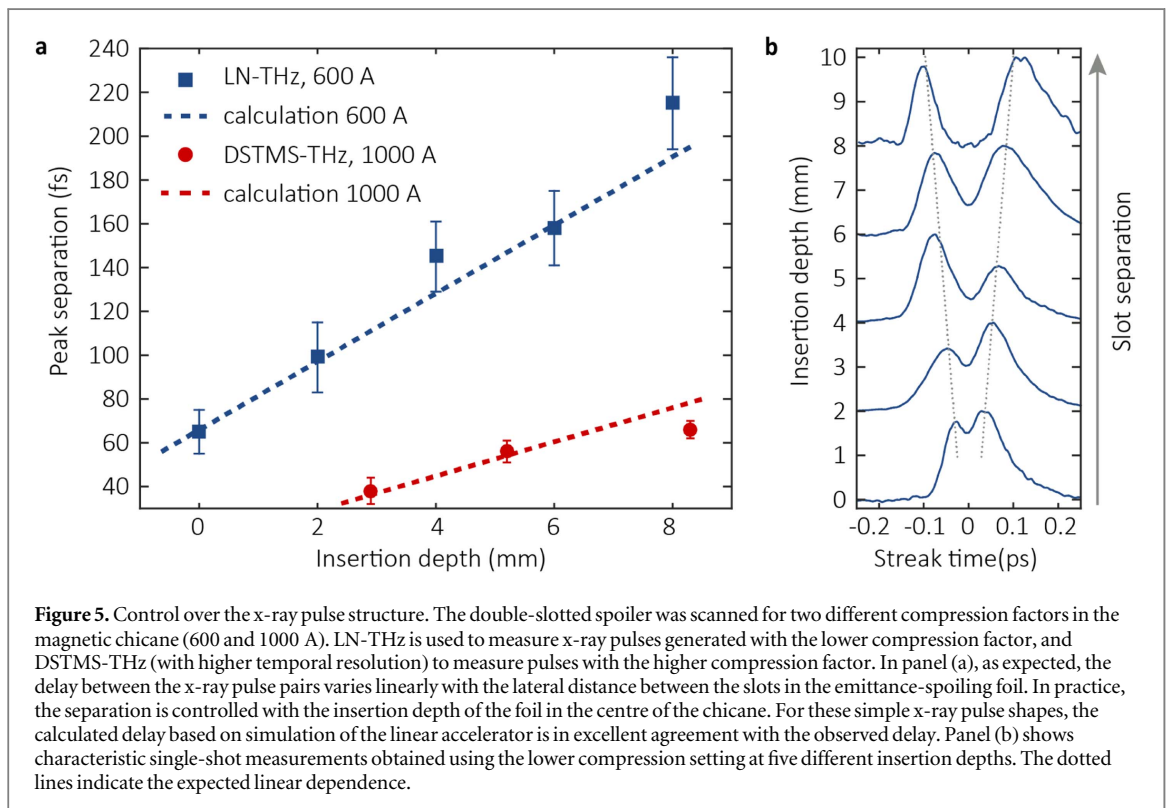 a
240
220
200
180
160
140
120
100
80
60
40
Peak separation (fs)
LN-THz, 600 A
calculation 600 A
DSTMS-THz, 1000 A
calculation 1000 A
0 2 4 6 8
Insertion depth (mm)
b
10
9
8
7
6
5
4
3
2
1
0
Insertion depth (mm)
-0.2 -0.1 0 0.1 0.2
Streak time(ps)
Slot separation
Figure 5. Control over the x-ray pulse structure. The double-slotted spoiler was scanned for two different compression factors in the
magnetic chicane (600 and 1000 A). LN-THz is used to measure x-ray pulses generated with the lower compression factor, and
DSTMS-THz (with higher temporal resolution) to measure pulses with the higher compression factor. In panel (a), as expected, the
delay between the x-ray pulse pairs varies linearly with the lateral distance between the slots in the emittance-spoiling foil. In practice,
the separation is controlled with the insertion depth of the foil in the centre of the chicane. For these simple x-ray pulse shapes, the
calculated delay based on simulation of the linear accelerator is in excellent agreement with the observed delay. Panel (b) shows
characteristic single-shot measurements obtained using the lower compression setting at five different insertion depths. The dotted
lines indicate the expected linear dependence.